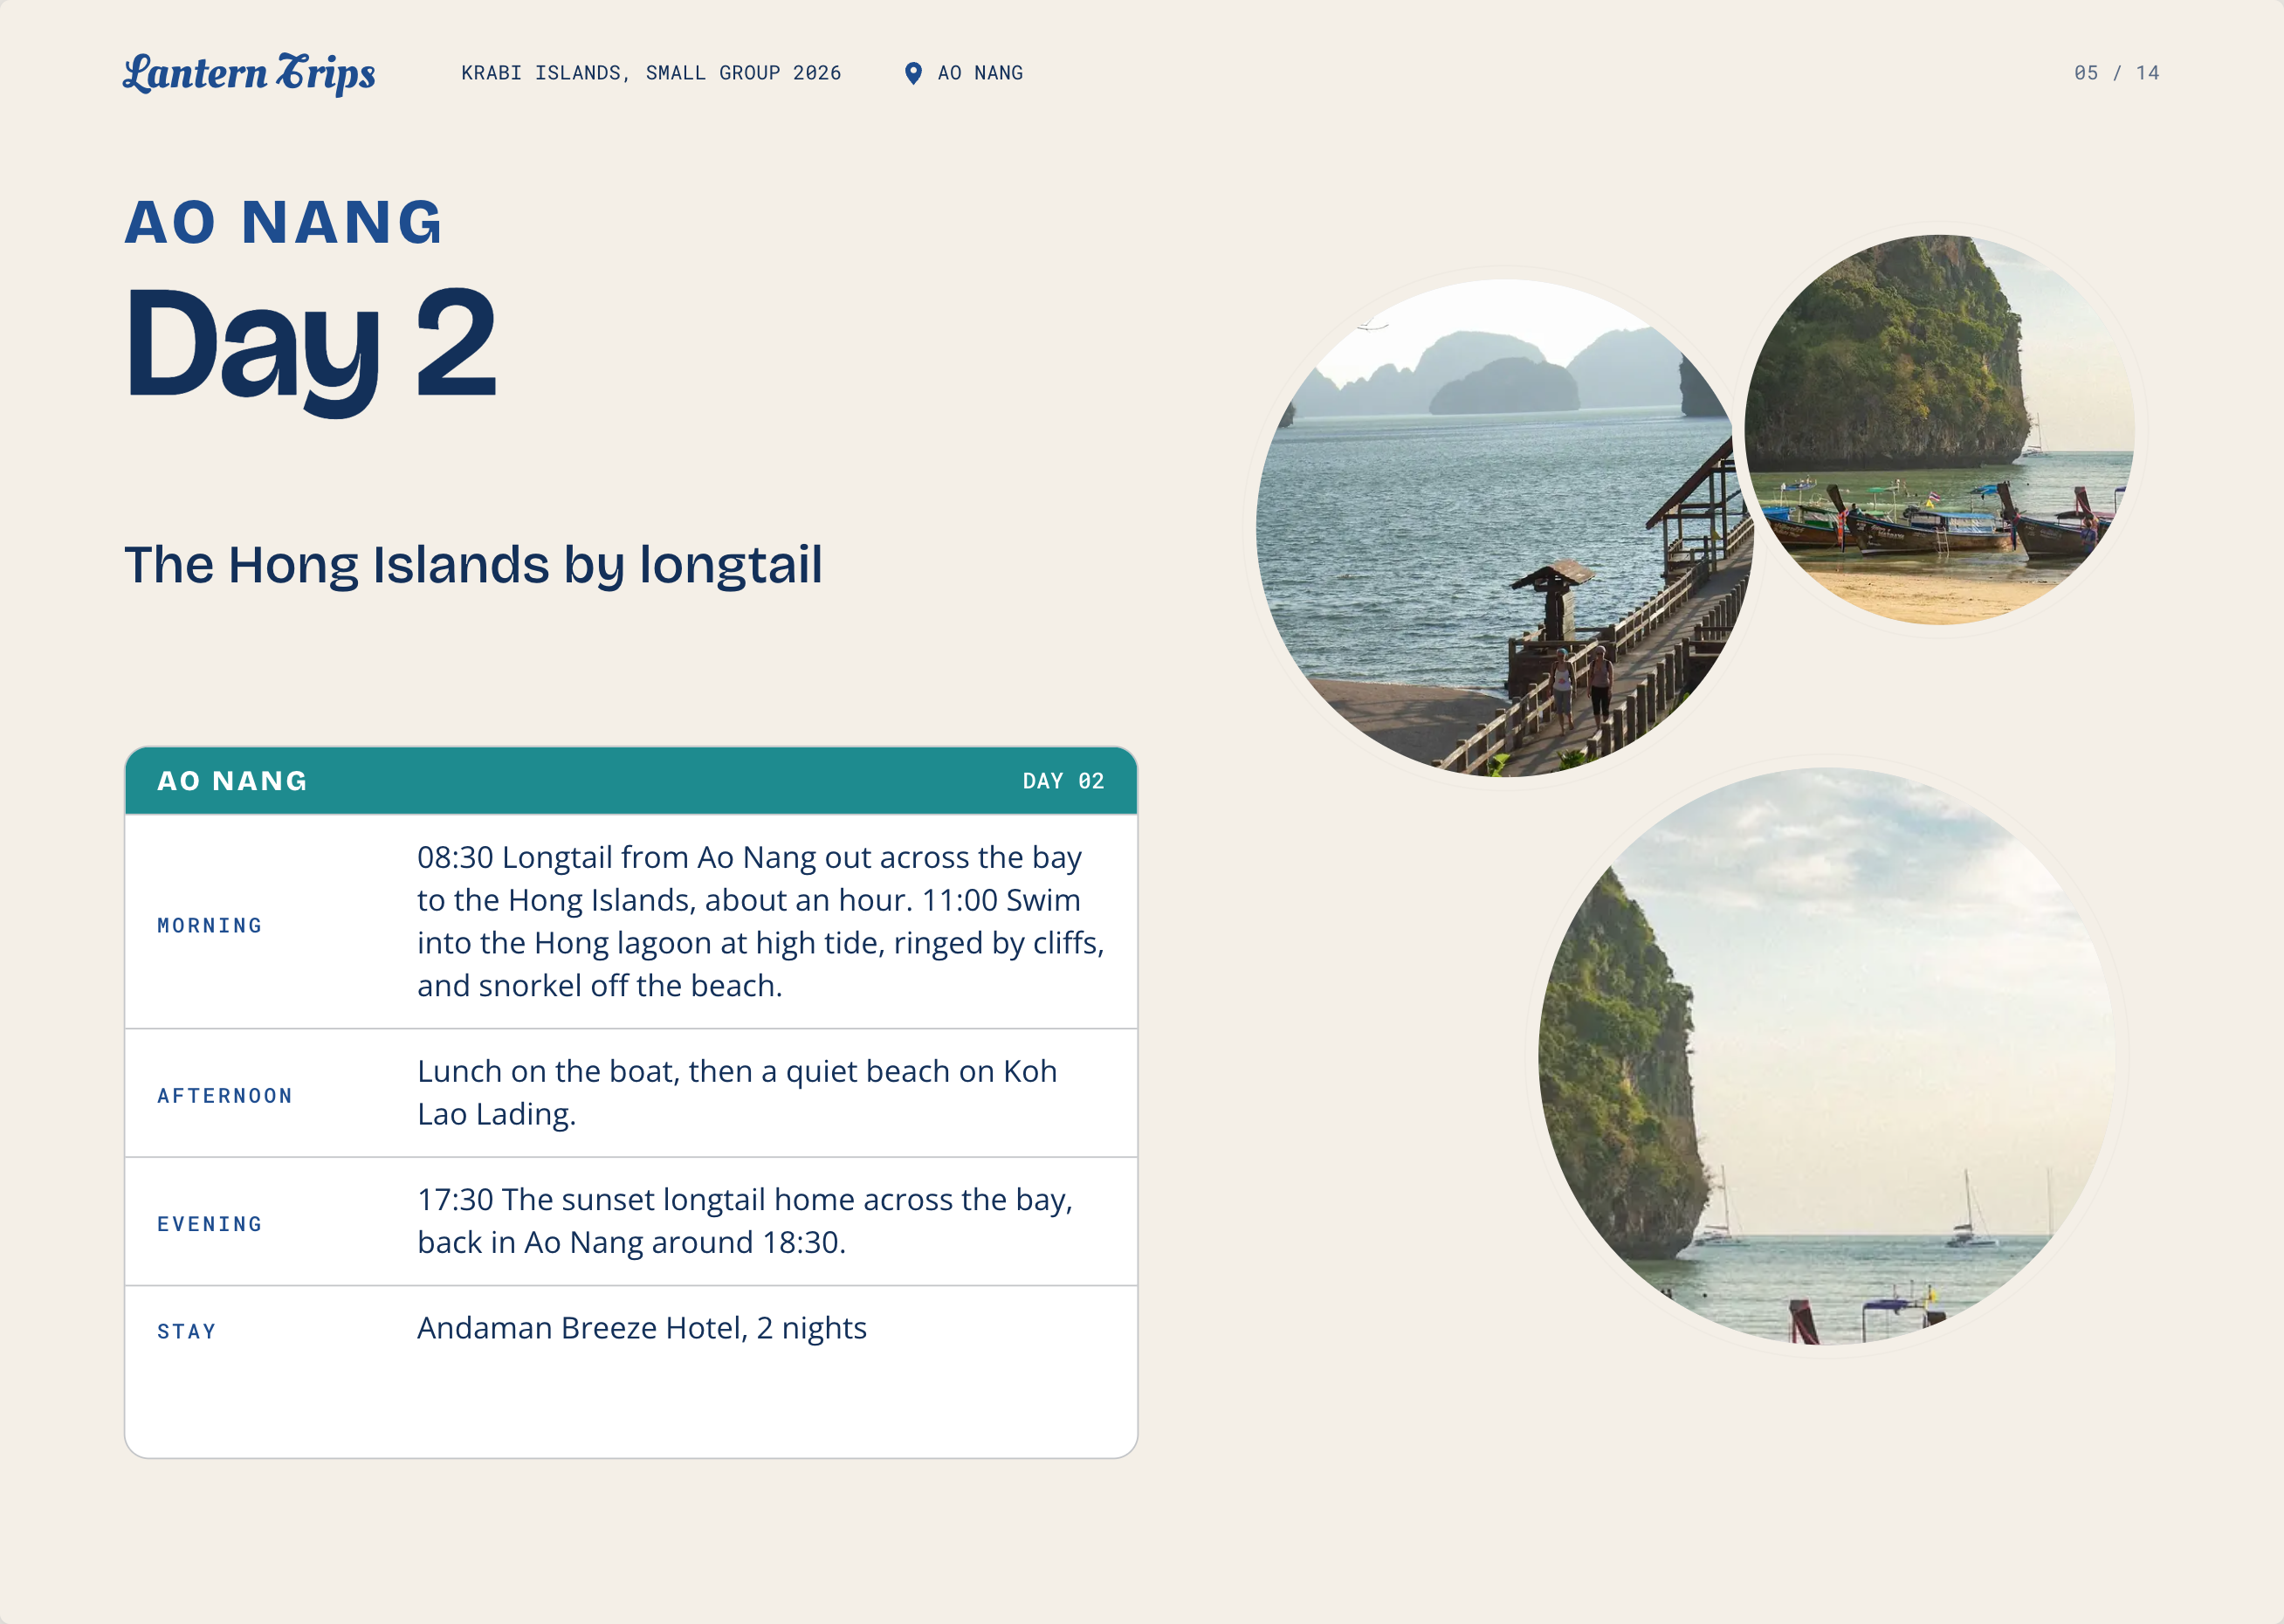 Lantern Trips
KRABI ISLANDS, SMALL GROUP 2026
AO NANG
05 / 14
AO NANG
Day 2
The Hong Islands by longtail
AO NANG
DAY 02
MORNING
08:30 Longtail from Ao Nang out across the bay
to the Hong Islands, about an hour. 11:00 Swim
into the Hong lagoon at high tide, ringed by cliffs,
and snorkel off the beach.
AFTERNOON
Lunch on the boat, then a quiet beach on Koh
Lao Lading.
EVENING
17:30 The sunset longtail home across the bay,
back in Ao Nang around 18:30.
STAY
Andaman Breeze Hotel, 2 nights